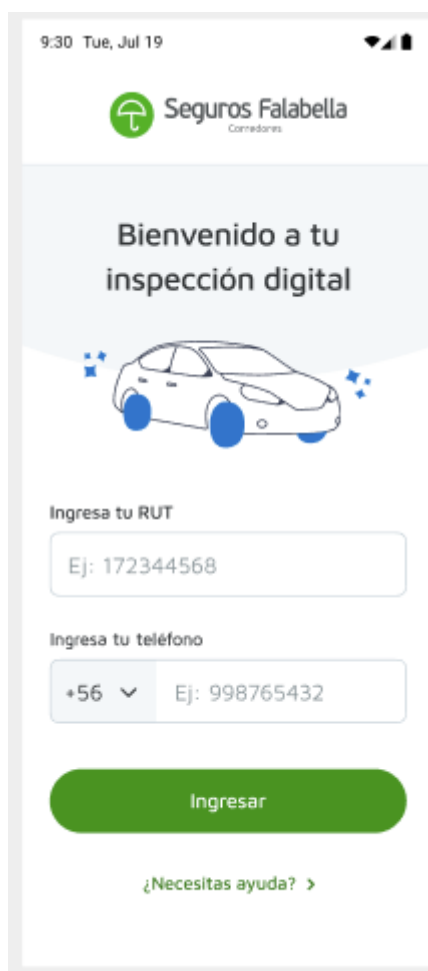 9:30 Tue, Jul 19
Seguros Falabella
Corredores
Bienvenido a tu
inspección digital
Ingresa tu RUT
Ej: 172344568
Ingresa tu teléfono
+56 Ej: 998765432
Ingresar
¿Necesitas ayuda? >